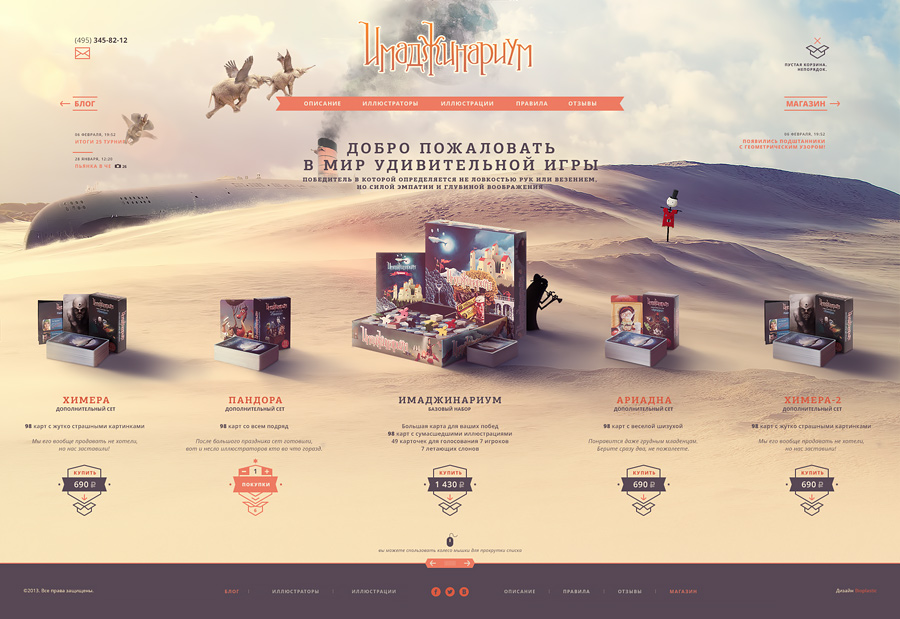 (495) 345-82-12
Имаджинариум
ПУСТАЯ КОРЗИНА.
НЕПОРЯДОК.
БЛОГ
ОПИСАНИЕ
ИЛЛЮСТРАТОРЫ
ИЛЛЮСТРАЦИИ
ПРАВИЛА
ОТЗЫВЫ
МАГАЗИН
06 ФЕВРАЛЯ, 19:52
ИТОГИ 25 ТУРНИРА
28 ЯНВАРЯ, 12:20
ПЬЯНКА В ЧЕ
06 ФЕВРАЛЯ, 19:52
ПОЯВИЛИСЬ ПОДШТАННИКИ
С ГЕОМЕТРИЧЕСКИМ УЗОРОМ!
ДОБРО ПОЖАЛОВАТЬ
В МИР УДИВИТЕЛЬНОЙ ИГРЫ
ПОБЕДИТЕЛЬ В КОТОРОЙ ОПРЕДЕЛЯЕТСЯ НЕ ЛОВКОСТЬЮ РУК ИЛИ ВЕЗЕНИЕМ,
НО СИЛОЙ ЭМПАТИИ И ГЛУБИНОЙ ВООБРАЖЕНИЯ
Имаджинариум
Имаджинариум
Имаджинариум
ХИМЕРА
ДОПОЛНИТЕЛЬНЫЙ СЕТ
98 карт с жутко страшными картинками
Мы его вообще продавать не хотели,
но нас заставили!
КУПИТЬ
690 ₽
ПАНДОРА
ДОПОЛНИТЕЛЬНЫЙ СЕТ
98 карт со всем подряд
После большого праздника сет готовили,
кот и несло иллюстраторов кто во что горазд.
− 1 +
ПОКУПКИ
ИМАДЖИНАРИУМ
БАЗОВЫЙ НАБОР
Большая карта для ваших побед
98 карт с сумасшедшими иллюстрациями
49 карточек для голосования 7 игроков
7 летающих слонов
КУПИТЬ
1 430 ₽
АРИАДНА
ДОПОЛНИТЕЛЬНЫЙ СЕТ
98 карт с веселой шизухой
Понравится даже грудным младенцам.
Берите сразу два, не пожалеете.
КУПИТЬ
690 ₽
ХИМЕРА-2
ДОПОЛНИТЕЛЬНЫЙ СЕТ
98 карт с жутко страшными картинками
Мы его вообще продавать не хотели,
но нас заставили!
КУПИТЬ
690 ₽
вы можете спользовать колесо мышки для прокрутки списка
©2013. Все права защищены.
БЛОГ
ИЛЛЮСТРАТОРЫ
ИЛЛЮСТРАЦИИ
ОПИСАНИЕ
ПРАВИЛА
ОТЗЫВЫ
МАГАЗИН
Дизайн